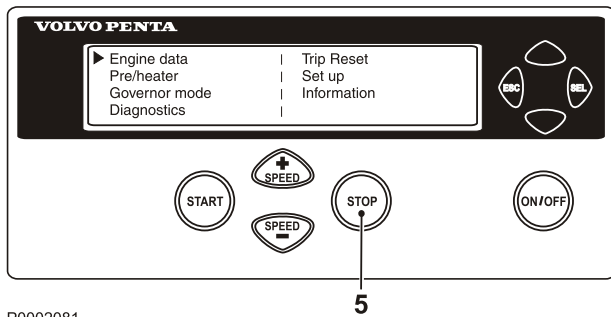 VOLVO PENTA
Engine data | Trip Reset
Pre/heater | Set up
Governor mode | Information
Diagnostics |
ESC
SEL
+
SPEED
START
STOP
ON/OFF
SPEED
-
5
P0002081